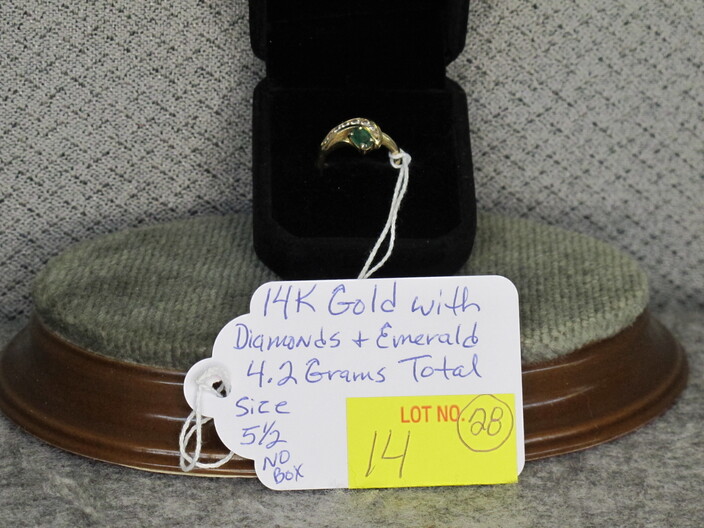 14K Gold with
Diamonds + Emerald
4.2 Grams Total
Size
5½
NO
BOX
LOT NO. 28
14